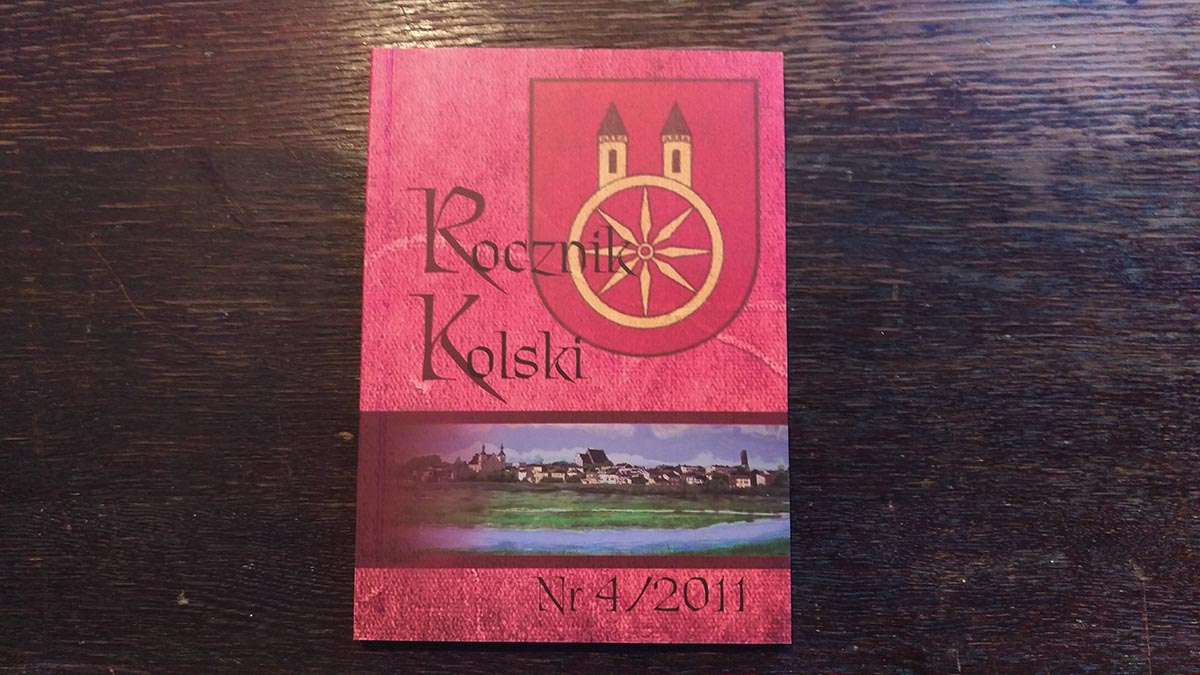 Rocznik
Kolski
Nr 4/2011